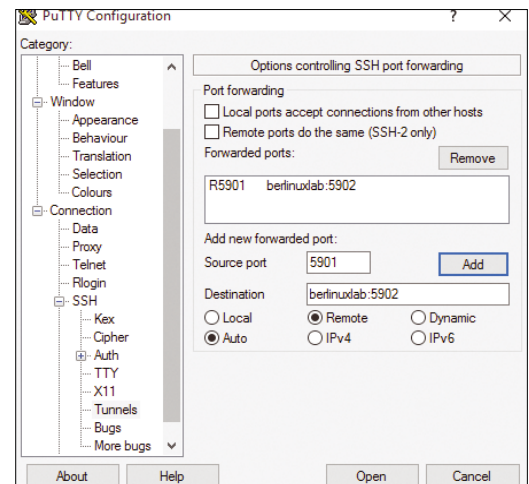 PuTTY Configuration ? X
Category:
Bell
Features
Window
Appearance
Behaviour
Translation
Selection
Colours
Connection
Data
Proxy
Telnet
Rlogin
SSH
Kex
Cipher
Auth
TTY
X11
Tunnels
Bugs
More bugs
Options controlling SSH port forwarding
Port forwarding
Local ports accept connections from other hosts
Remote ports do the same (SSH-2 only)
Forwarded ports: Remove
R5901 berlinuxlab:5902
Add new forwarded port:
Source port 5901 Add
Destination berlinuxlab:5902
Local Remote Dynamic
Auto IPv4 IPv6
About Help Open Cancel